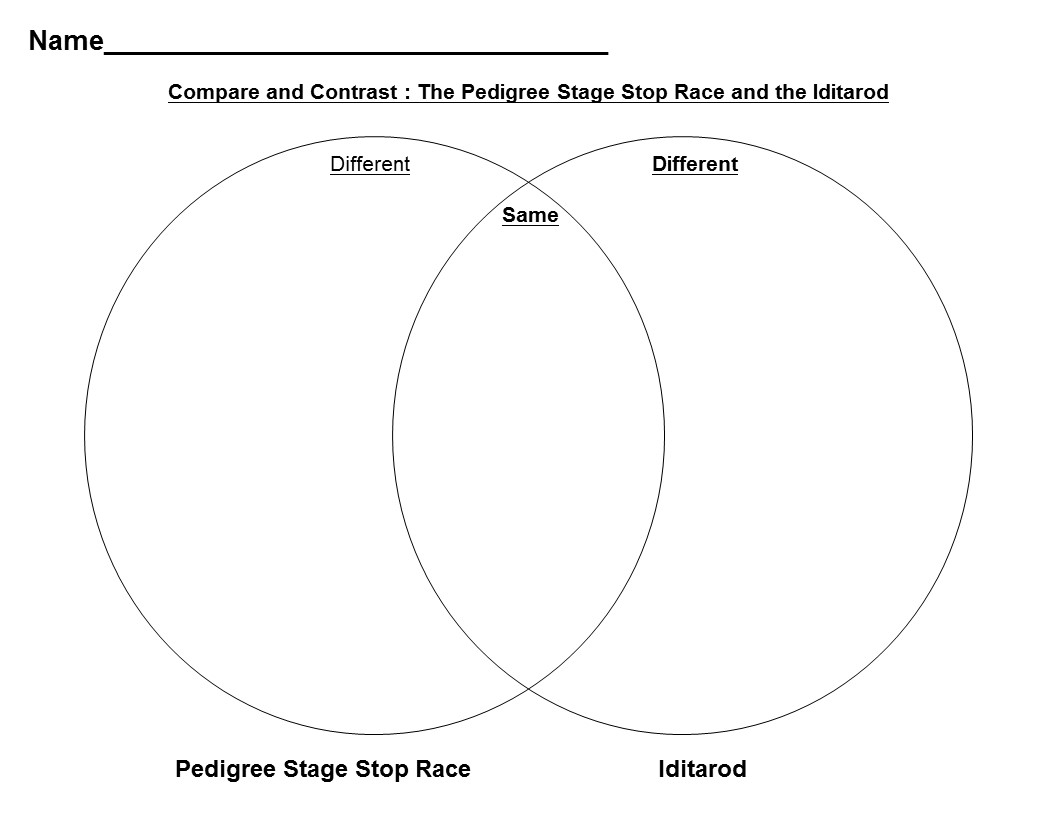 Name____________________________________
Compare and Contrast : The Pedigree Stage Stop Race and the Iditarod
Different
Different
Same
Pedigree Stage Stop Race
Iditarod